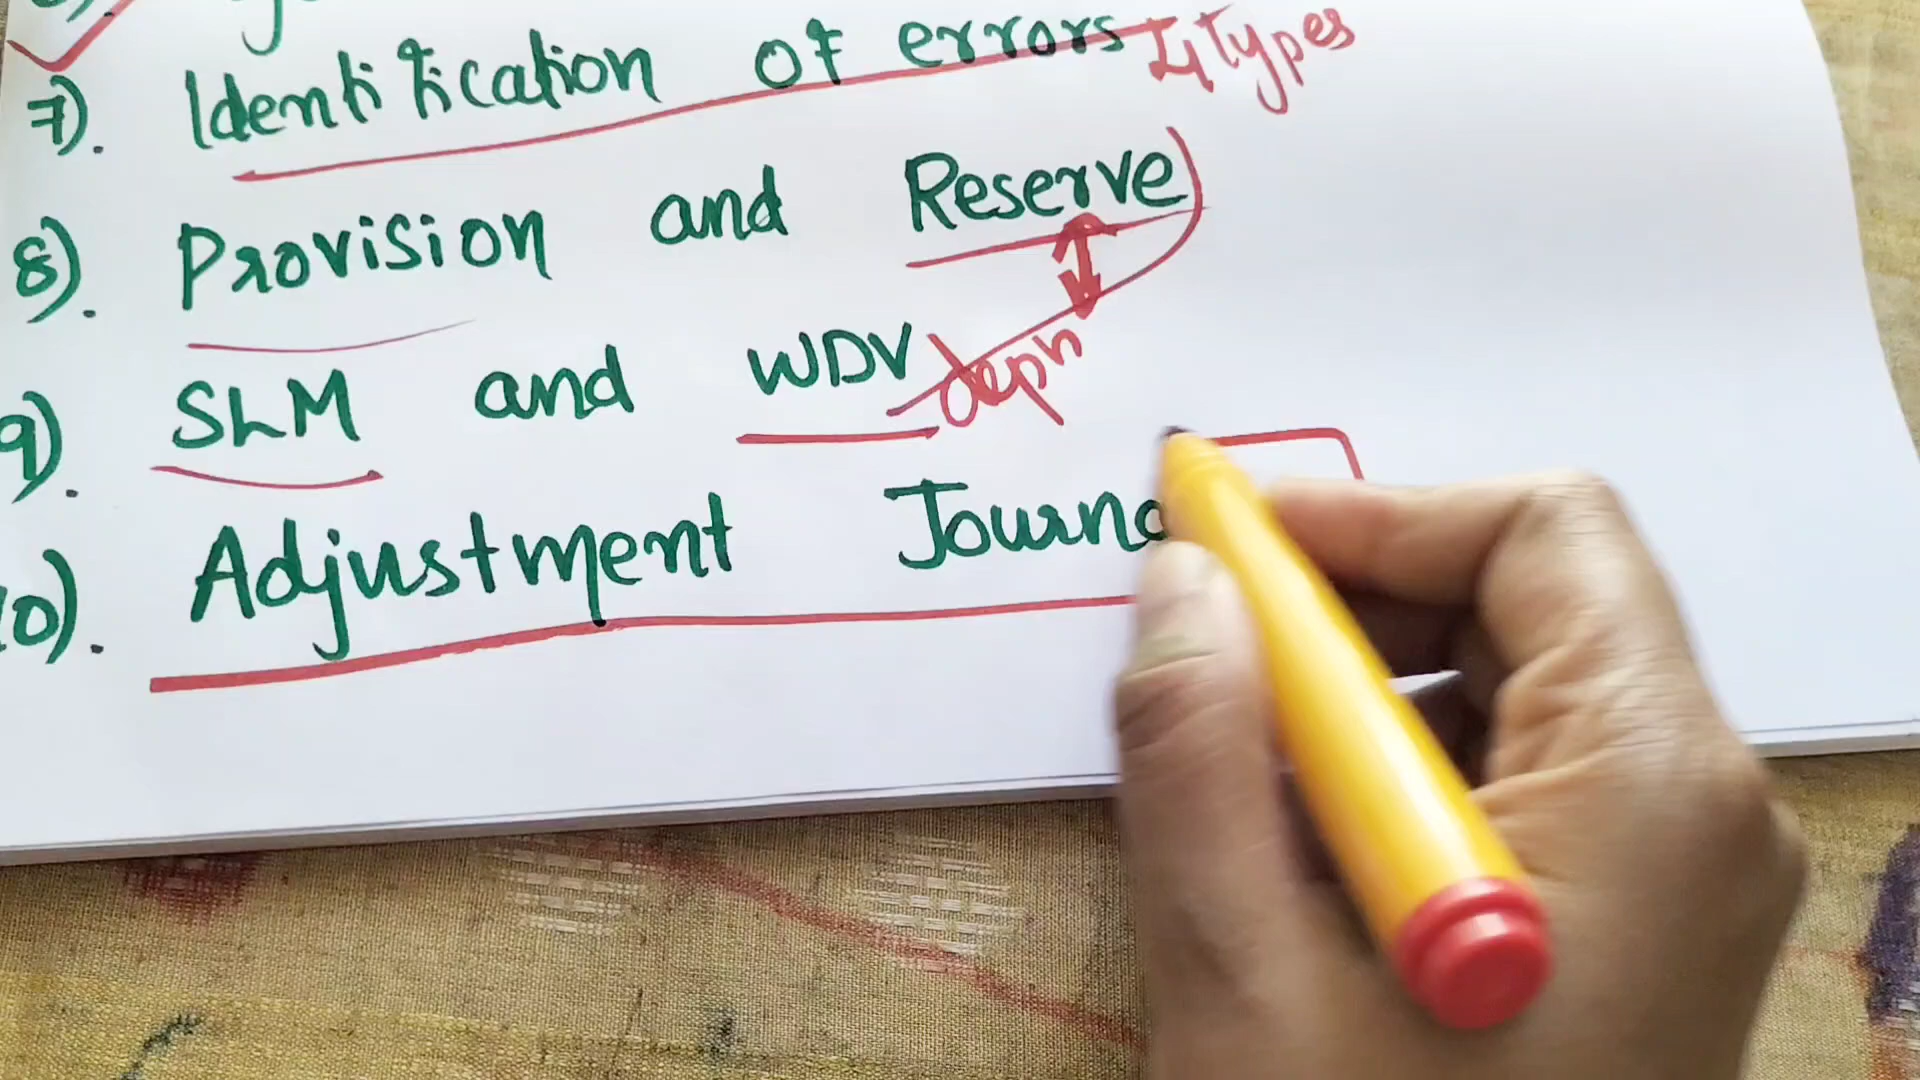 7). Identification of errors 4 types
8). Provision and Reserve
9). SLM and WDV depn
10). Adjustment